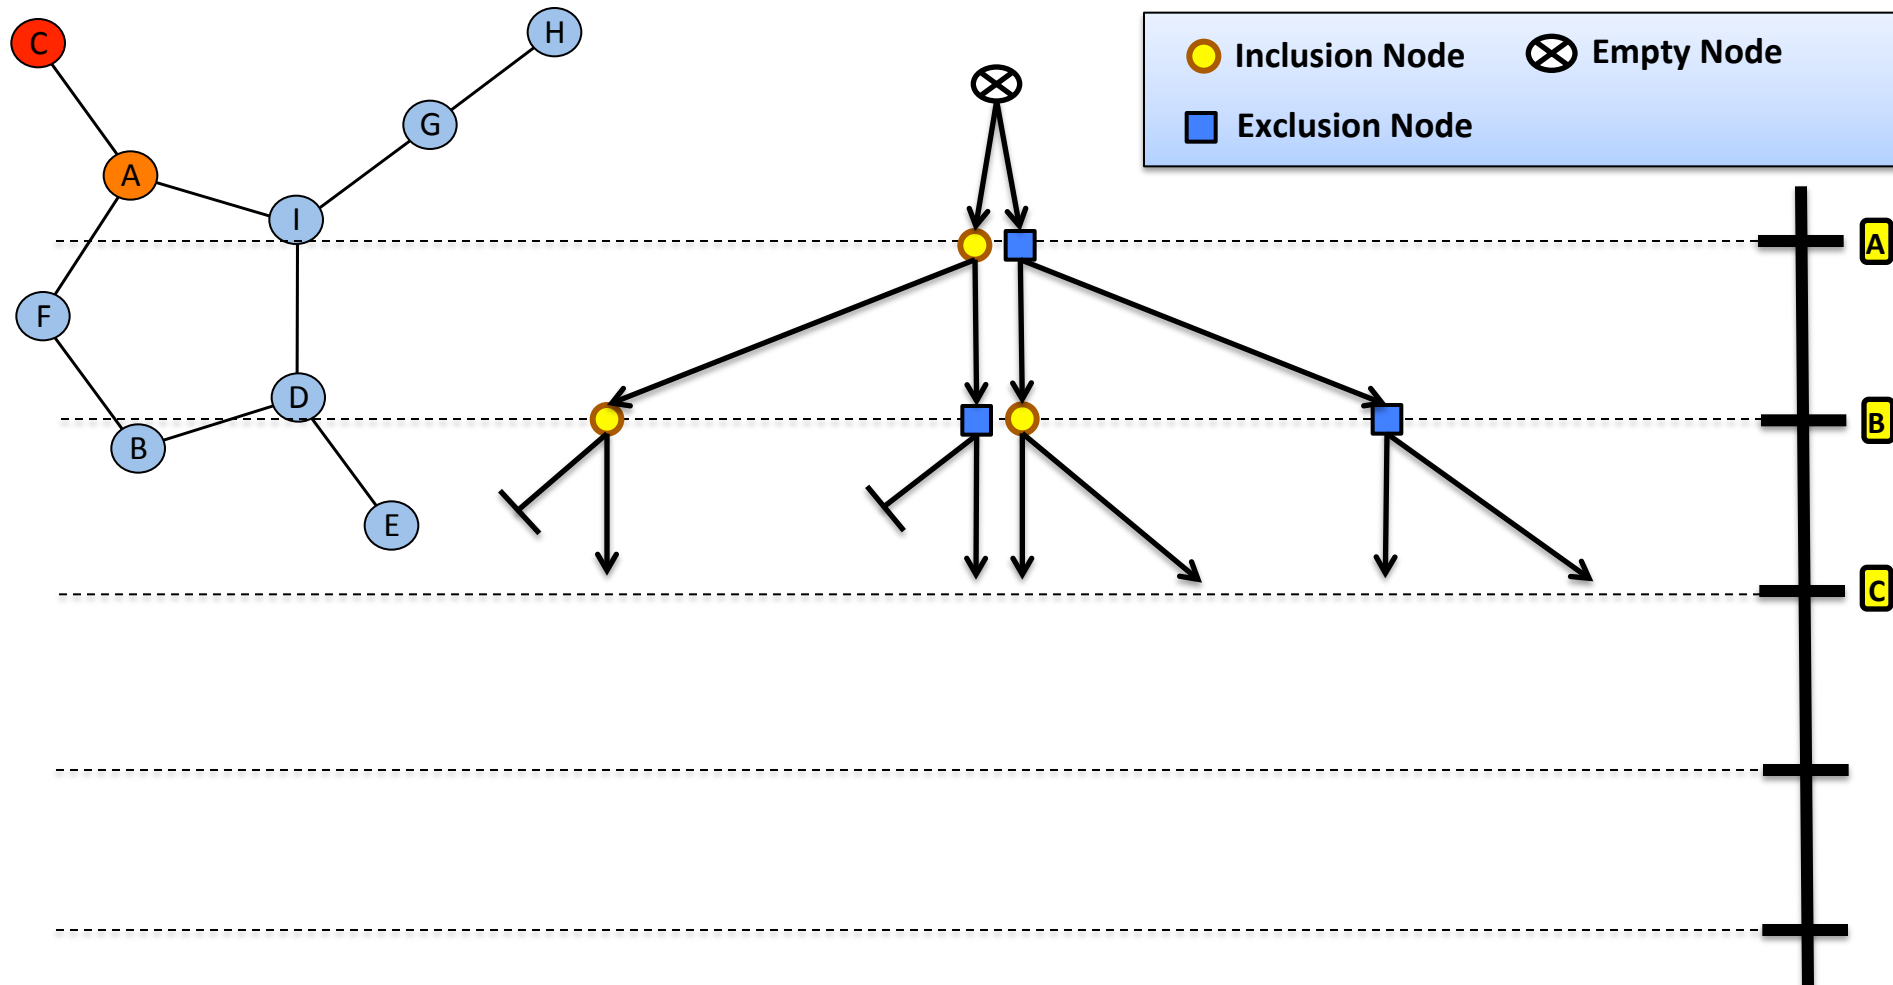 C
H
Inclusion Node
Empty Node
G
Exclusion Node
A
I
A
F
D
B
B
E
C